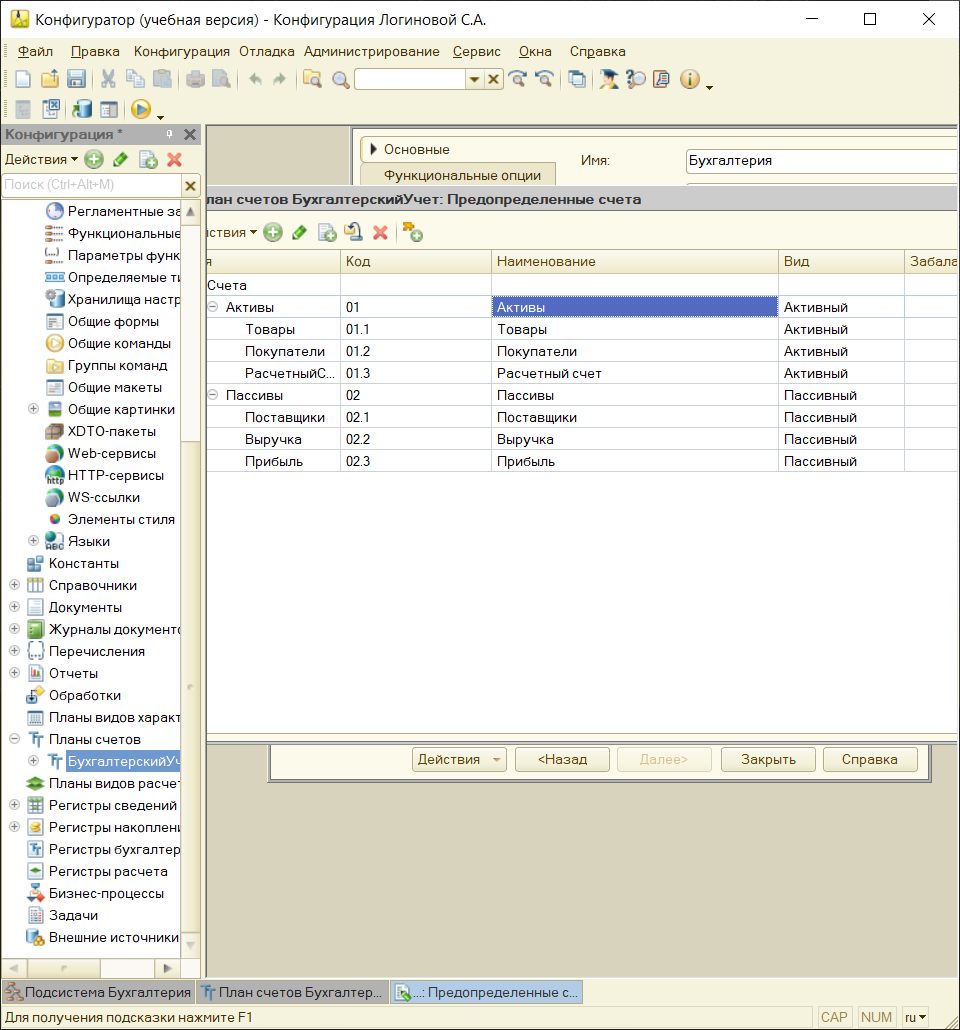 Конфигуратор (учебная версия) - Конфигурация Логиновой С.А.
Файл Правка Конфигурация Отладка Администрирование Сервис Окна Справка
Конфигурация *
Действия
Поиск (Ctrl+Alt+M)
Регламентные за
Функциональные
Параметры функ
Определяемые ти
Хранилища настр
Общие формы
Общие команды
Группы команд
Общие макеты
Общие картинки
XDTO-пакеты
Web-сервисы
HTTP-сервисы
WS-ссылки
Элементы стиля
Языки
Константы
Справочники
Документы
Журналы документо
Перечисления
Отчеты
Обработки
Планы видов характ
Планы счетов
БухгалтерскийУч
Планы видов расчет
Регистры сведений
Регистры накоплени
Регистры бухгалтер
Регистры расчета
Бизнес-процессы
Задачи
Внешние источники
Основные
Функциональные опции
Имя: Бухгалтерия
лан счетов БухгалтерскийУчет: Предопределенные счета
йствия
я Код Наименование Вид Забала
Счета
Активы 01 Активы Активный
Товары 01.1 Товары Активный
Покупатели 01.2 Покупатели Активный
РасчетныйС... 01.3 Расчетный счет Активный
Пассивы 02 Пассивы Пассивный
Поставщики 02.1 Поставщики Пассивный
Выручка 02.2 Выручка Пассивный
Прибыль 02.3 Прибыль Пассивный
Действия <Назад Далее> Закрыть Справка
Подсистема Бухгалтерия План счетов Бухгалтер... ...: Предопределенные с...
Для получения подсказки нажмите F1 CAP NUM ru